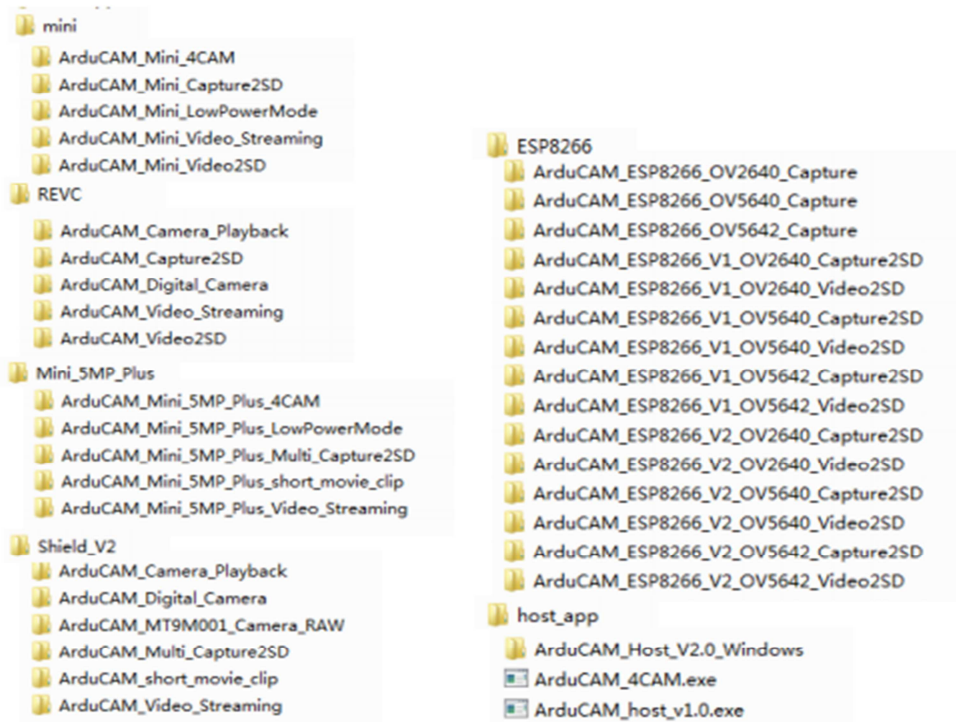 mini
ArduCAM_Mini_4CAM
ArduCAM_Mini_Capture2SD
ArduCAM_Mini_LowPowerMode
ArduCAM_Mini_Video_Streaming
ArduCAM_Mini_Video2SD
REVC
ArduCAM_Camera_Playback
ArduCAM_Capture2SD
ArduCAM_Digital_Camera
ArduCAM_Video_Streaming
ArduCAM_Video2SD
Mini_5MP_Plus
ArduCAM_Mini_5MP_Plus_4CAM
ArduCAM_Mini_5MP_Plus_LowPowerMode
ArduCAM_Mini_5MP_Plus_Multi_Capture2SD
ArduCAM_Mini_5MP_Plus_short_movie_clip
ArduCAM_Mini_5MP_Plus_Video_Streaming
Shield_V2
ArduCAM_Camera_Playback
ArduCAM_Digital_Camera
ArduCAM_MT9M001_Camera_RAW
ArduCAM_Multi_Capture2SD
ArduCAM_short_movie_clip
ArduCAM_Video_Streaming
ESP8266
ArduCAM_ESP8266_OV2640_Capture
ArduCAM_ESP8266_OV5640_Capture
ArduCAM_ESP8266_OV5642_Capture
ArduCAM_ESP8266_V1_OV2640_Capture2SD
ArduCAM_ESP8266_V1_OV2640_Video2SD
ArduCAM_ESP8266_V1_OV5640_Capture2SD
ArduCAM_ESP8266_V1_OV5640_Video2SD
ArduCAM_ESP8266_V1_OV5642_Capture2SD
ArduCAM_ESP8266_V1_OV5642_Video2SD
ArduCAM_ESP8266_V2_OV2640_Capture2SD
ArduCAM_ESP8266_V2_OV2640_Video2SD
ArduCAM_ESP8266_V2_OV5640_Capture2SD
ArduCAM_ESP8266_V2_OV5640_Video2SD
ArduCAM_ESP8266_V2_OV5642_Capture2SD
ArduCAM_ESP8266_V2_OV5642_Video2SD
host_app
ArduCAM_Host_V2.0_Windows
ArduCAM_4CAM.exe
ArduCAM_host_v1.0.exe